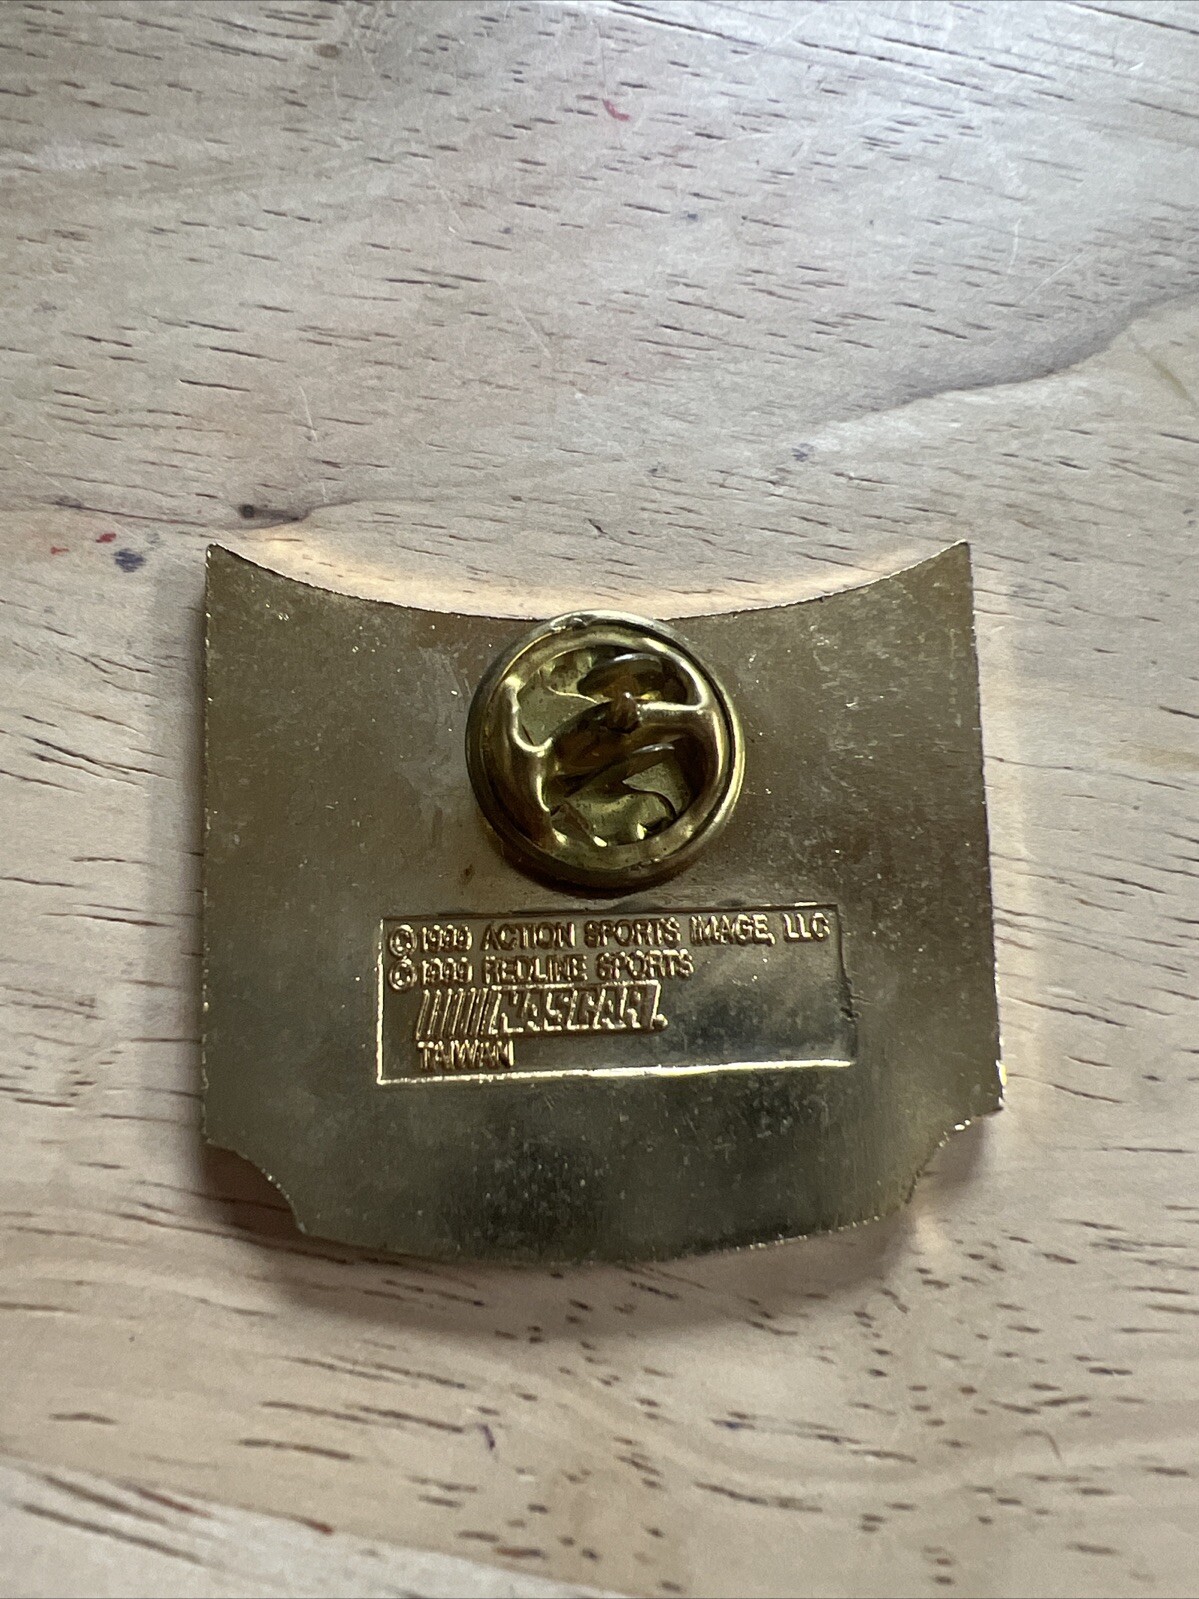 © 1999 ACTION SPORTS IMAGE, LLC
© 1999 REDLINE SPORTS
NASCAR.
TAIWAN